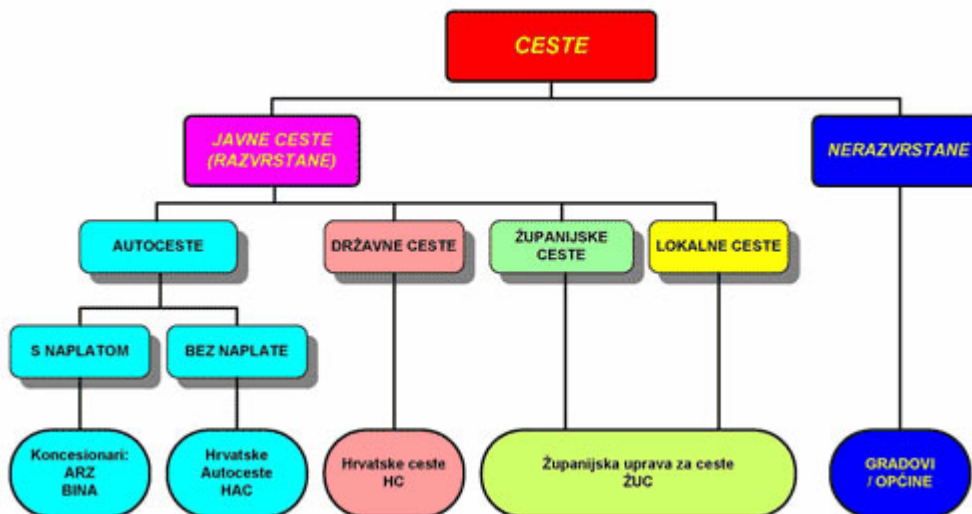 CESTE
JAVNE CESTE
(RAZVRSTANE)
NERAZVRSTANE
AUTOCESTE
DRŽAVNE CESTE
ŽUPANIJSKE
CESTE
LOKALNE CESTE
S NAPLATOM
BEZ NAPLATE
Koncesionari:
ARZ
BINA
Hrvatske
Autoceste
HAC
Hrvatske ceste
HC
Županijska uprava za ceste
ŽUC
GRADOVI
/ OPĆINE